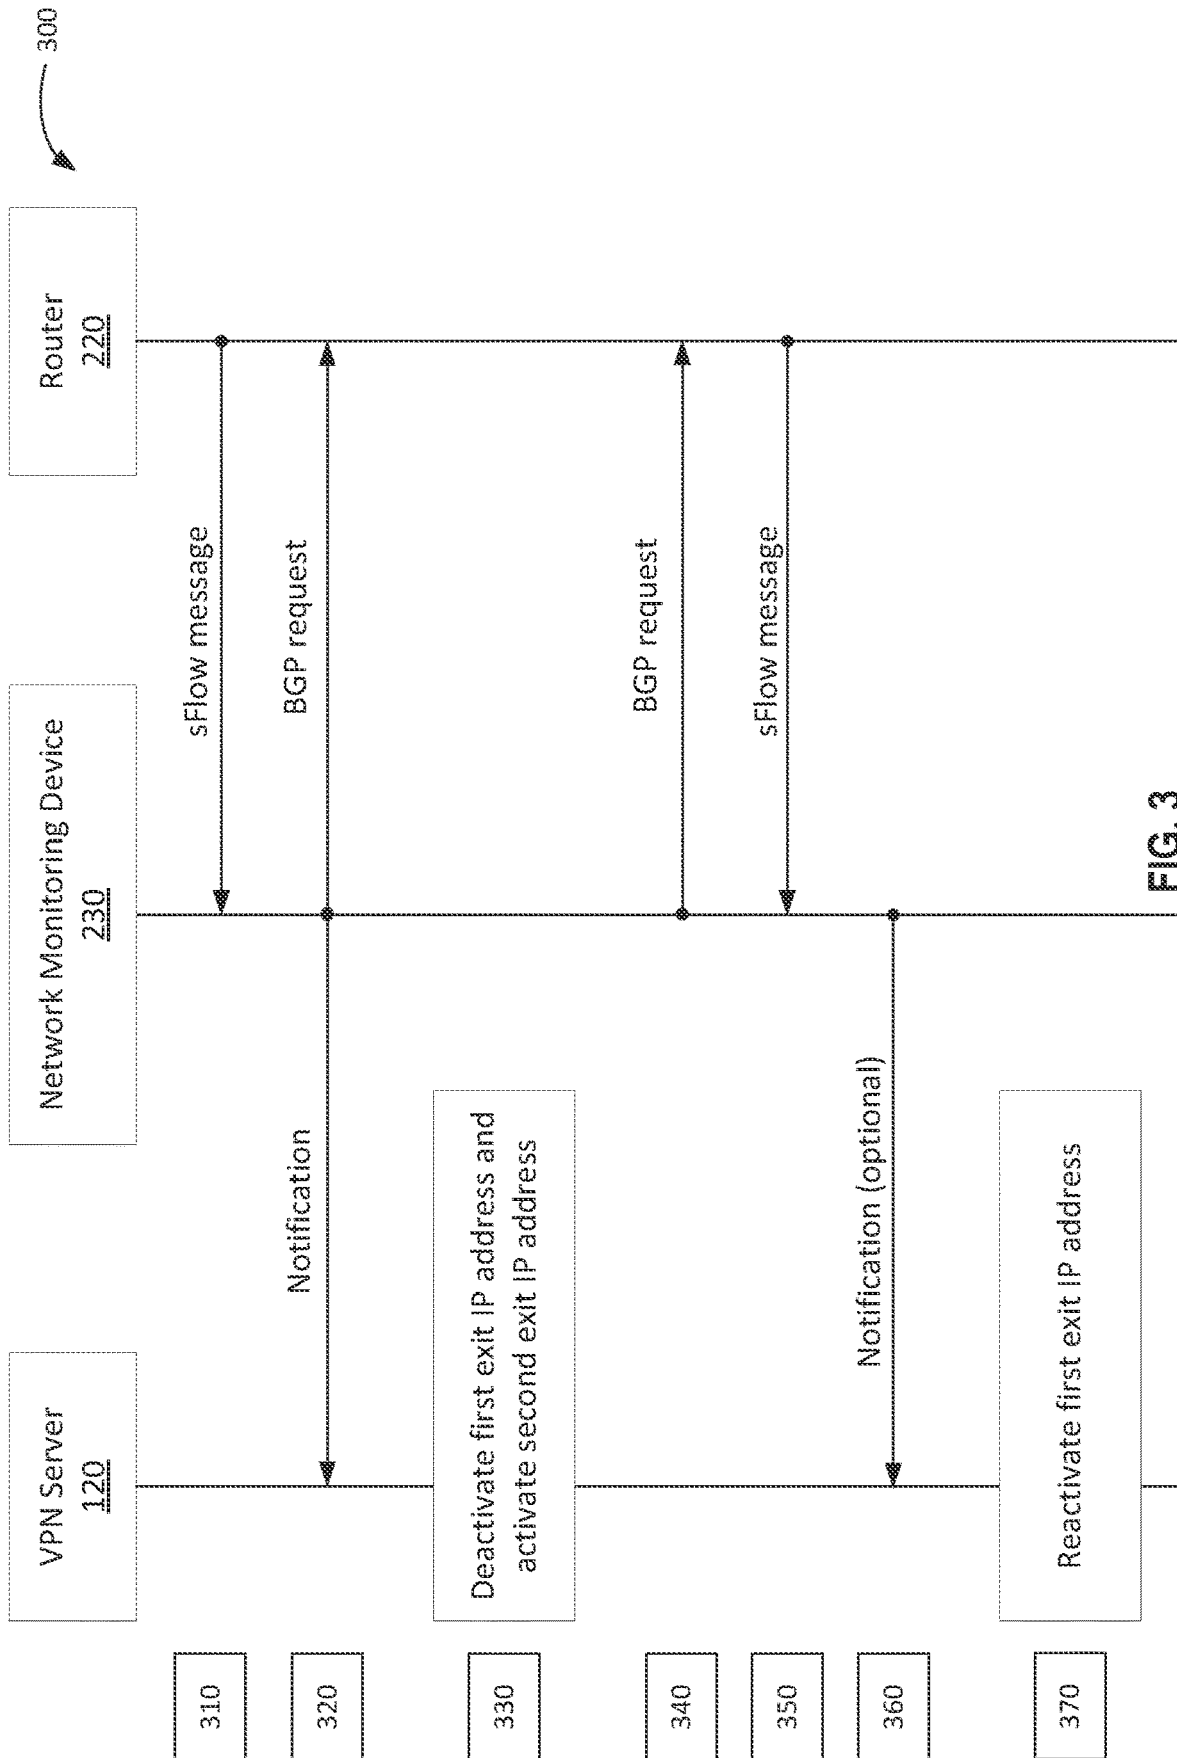 300
VPN Server
120
Network Monitoring Device
230
Router
220
310
sFlow message
320
Notification
BGP request
330
Deactivate first exit IP address and
activate second exit IP address
340
BGP request
350
sFlow message
360
Notification (optional)
370
Reactivate first exit IP address
FIG. 3